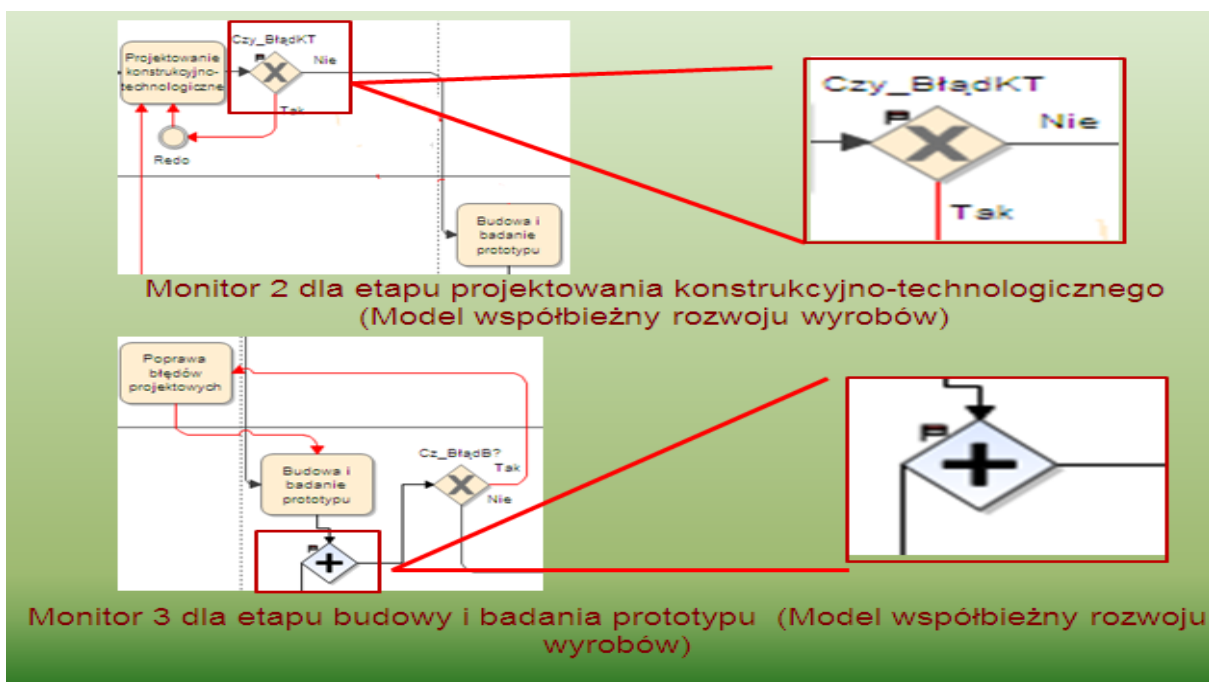 Czy_BłądKT
Projektowanie
konstrukcyjno-
technologiczne
Nie
Tak
Redo
Budowa i
badanie
prototypu
Czy_BłądKT
Nie
Tak
Monitor 2 dla etapu projektowania konstrukcyjno-technologicznego
(Model współbieżny rozwoju wyrobów)
Poprawa
błędów
projektowych
Budowa i
badanie
prototypu
Cz_BłądB?
Tak
Nie
Monitor 3 dla etapu budowy i badania prototypu (Model współbieżny rozwoju
wyrobów)